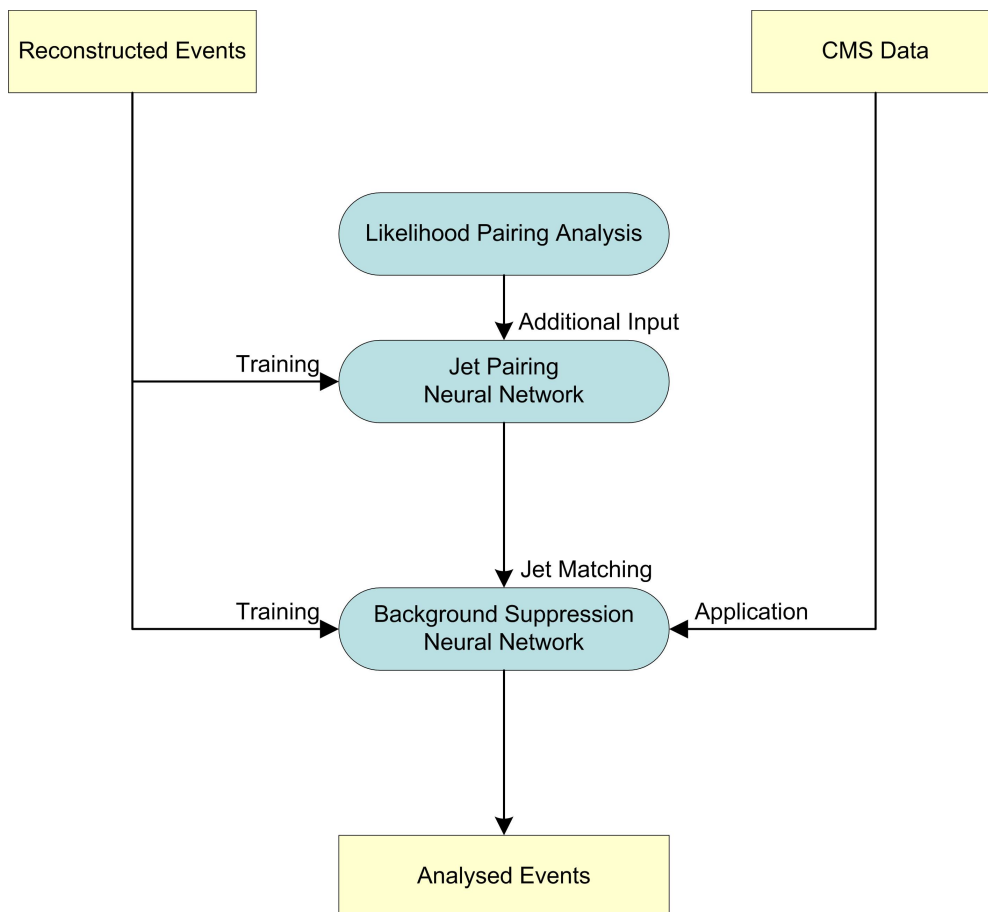 Reconstructed Events
CMS Data
Likelihood Pairing Analysis
Additional Input
Training
Jet Pairing
Neural Network
Jet Matching
Training
Background Suppression
Neural Network
Application
Analysed Events